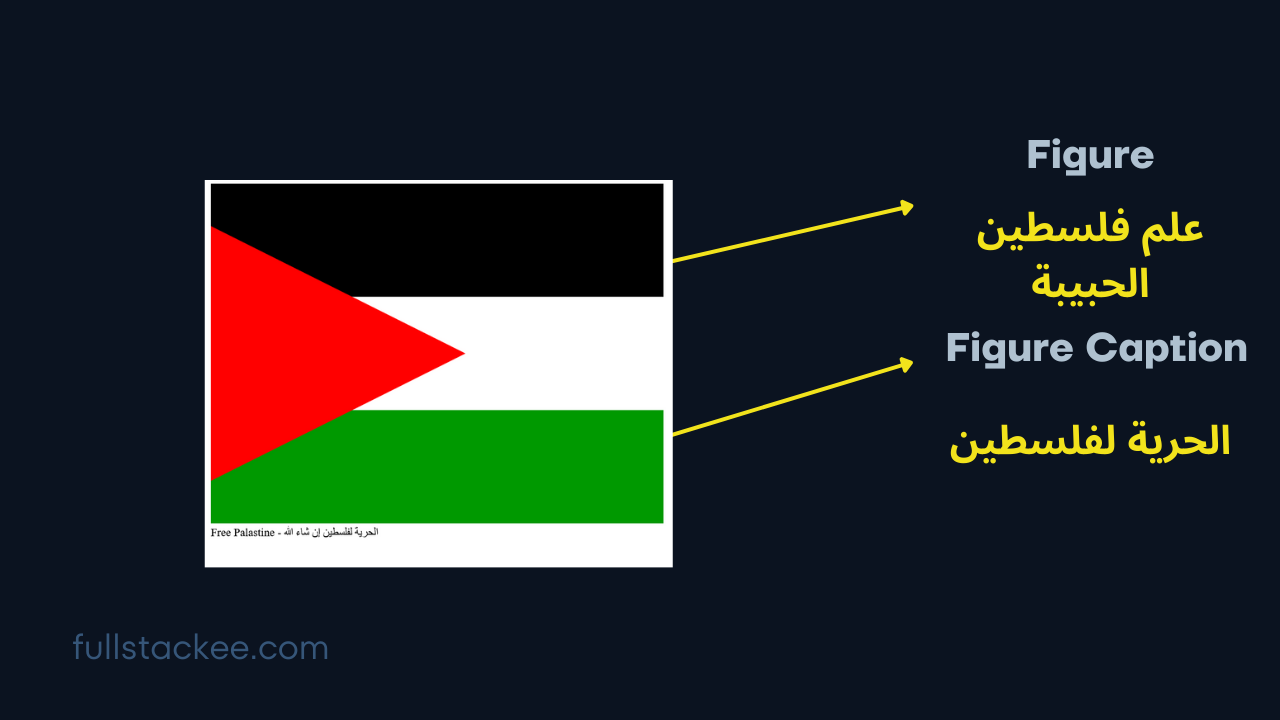 Figure
علم فلسطين
الحبيبة
Figure Caption
الحرية لفلسطين
Free Palastine - الحرية لفلسطين إن شاء الله
fullstackee.com